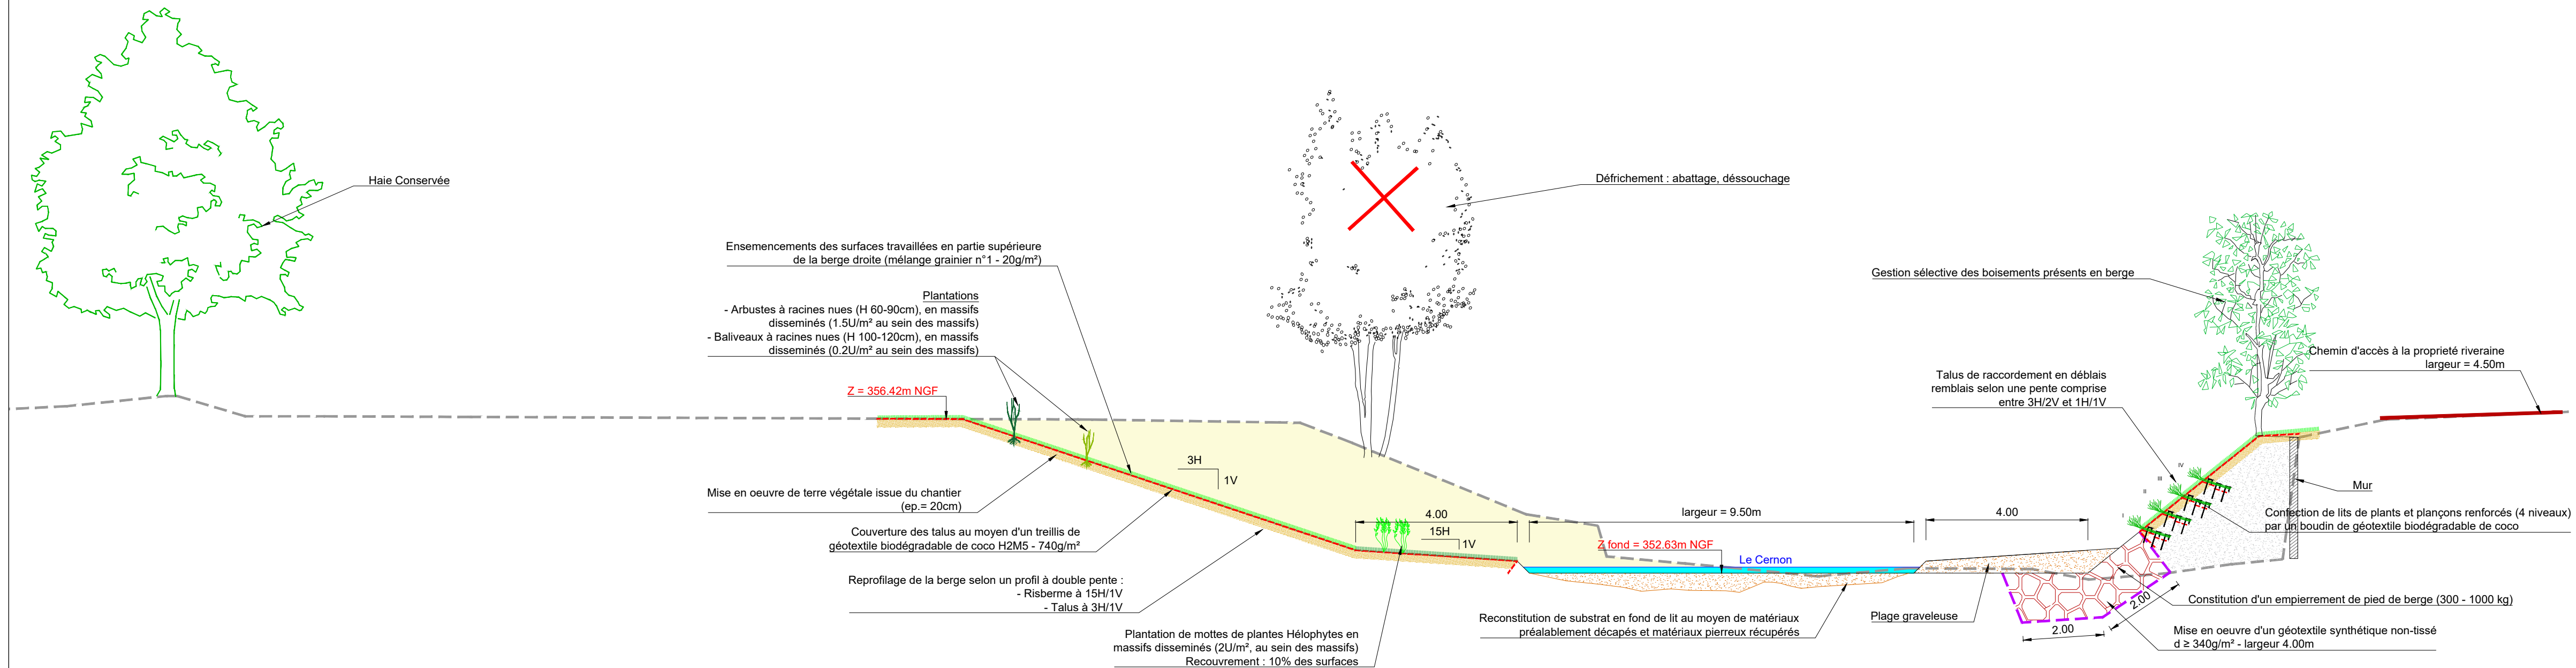 Haie Conservée
Défrichement : abattage, déssouchage
Ensemencements des surfaces travaillées en partie supérieure
de la berge droite (mélange grainier n°1 - 20g/m²)
Plantations
- Arbustes à racines nues (H 60-90cm), en massifs
disseminés (1.5U/m² au sein des massifs)
- Baliveaux à racines nues (H 100-120cm), en massifs
disseminés (0.2U/m² au sein des massifs)
Z = 356.42m NGF
Mise en oeuvre de terre végétale issue du chantier
(ep.= 20cm)
Couverture des talus au moyen d'un treillis de
géotextile biodégradable de coco H2M5 - 740g/m²
Reprofilage de la berge selon un profil à double pente :
- Risberme à 15H/1V
- Talus à 3H/1V
Plantation de mottes de plantes Hélophytes en
massifs disseminés (2U/m², au sein des massifs)
Recouvrement : 10% des surfaces
3H
1V
4.00
15H
1V
largeur = 9.50m
Z fond = 352.63m NGF
Le Cernon
4.00
Reconstitution de substrat en fond de lit au moyen de matériaux
préalablement décapés et matériaux pierreux récupérés
Plage graveleuse
Gestion sélective des boisements présents en berge
Chemin d'accès à la proprieté riveraine
largeur = 4.50m
Talus de raccordement en déblais
remblais selon une pente comprise
entre 3H/2V et 1H/1V
IV
III
II
I
Mur
Confection de lits de plants et plançons renforcés (4 niveaux)
par un boudin de géotextile biodégradable de coco
Constitution d'un empierrement de pied de berge (300 - 1000 kg)
2.00
2.00
Mise en oeuvre d'un géotextile synthétique non-tissé
d ≥ 340g/m² - largeur 4.00m